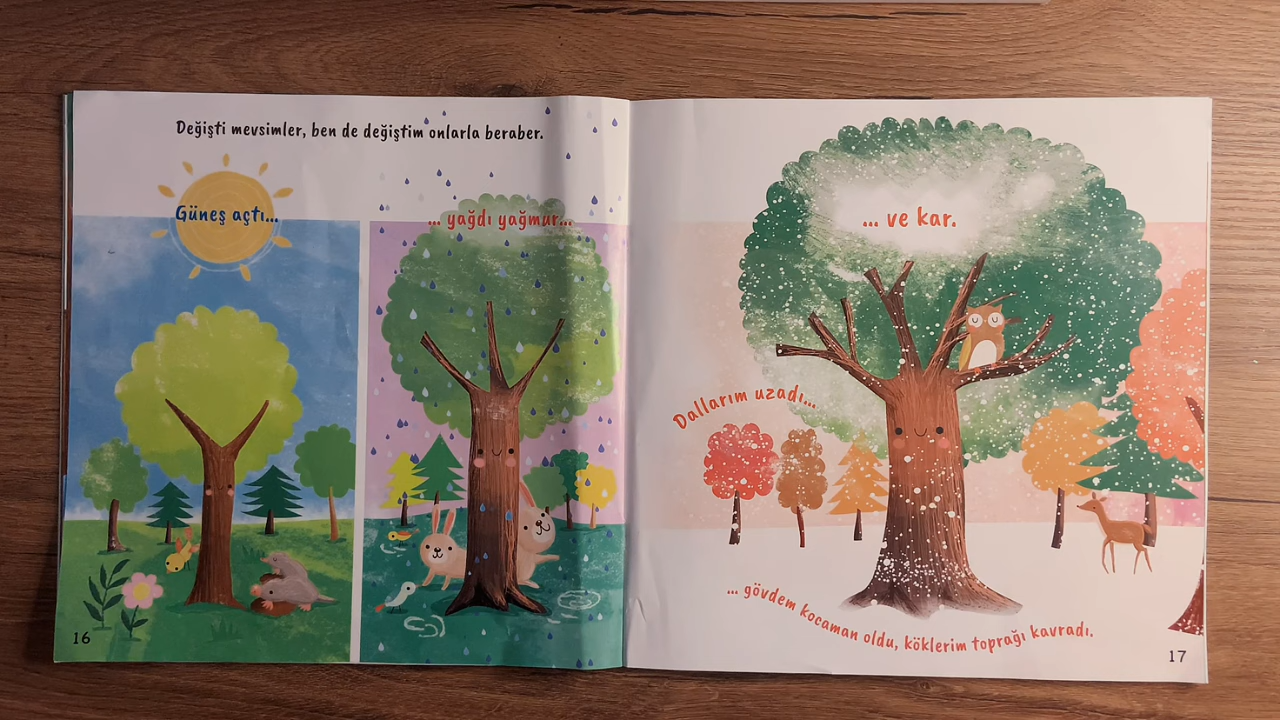 Değişti mevsimler, ben de değiştim onlarla beraber.
Güneş açtı...
... yağdı yağmur...
16
... ve kar.
Dallarım uzadı...
... gövdem kocaman oldu, köklerim toprağı kavradı.
17